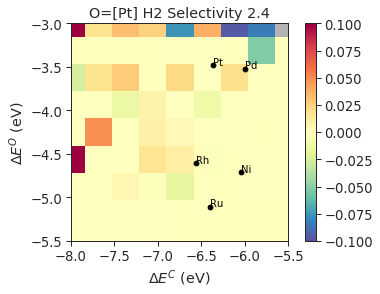 O=[Pt] H2 Selectivity 2.4
−3.0
−3.5
−4.0
−4.5
−5.0
−5.5
ΔE^O (eV)
Pt
Pd
Rh
Ni
Ru
−8.0 −7.5 −7.0 −6.5 −6.0 −5.5
ΔE^C (eV)
0.100
0.075
0.050
0.025
0.000
−0.025
−0.050
−0.075
−0.100